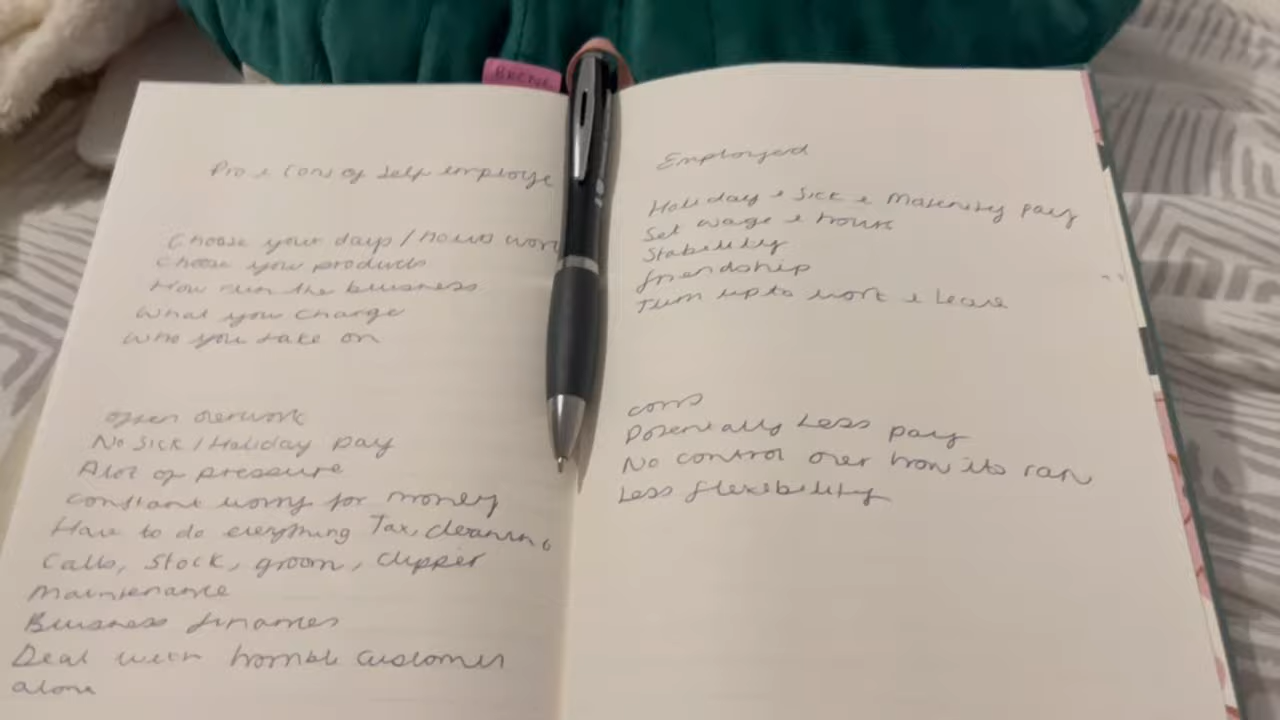 Pro + Cons of Self employe
Choose your days / hours work
Choose your products
How run the business
What you charge
Who you take on
often overwork
No Sick / Holiday pay
Alot of pressure
constant worry for money
Have to do everything Tax, cleaning
Calls, Stock, groom, clipper
maintenance
Business finances
Deal with horrible customer
alone
Employed
Holiday + Sick + Maternity pay
Set wage + hours
Stability
friendship
Turn up to work + Leave
cons
Potentially Less pay
No control over how its ran
Less flexibility